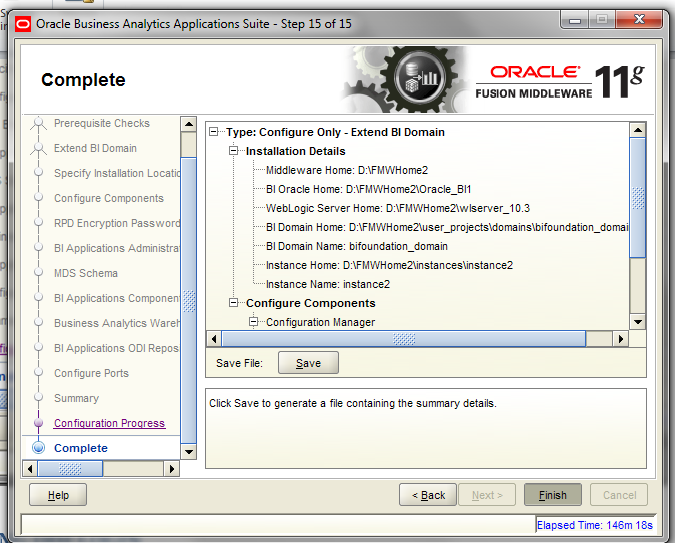 Oracle Business Analytics Applications Suite - Step 15 of 15
Complete
ORACLE
FUSION MIDDLEWARE 11g
Prerequisite Checks
Extend BI Domain
Specify Installation Locatio
Configure Components
RPD Encryption Password
BI Applications Administra
MDS Schema
BI Applications Componen
Business Analytics Wareh
BI Applications ODI Repos
Configure Ports
Summary
Configuration Progress
Complete
Type: Configure Only - Extend BI Domain
Installation Details
Middleware Home: D:\FMWHome2
BI Oracle Home: D:\FMWHome2\Oracle_BI1
WebLogic Server Home: D:\FMWHome2\wlserver_10.3
BI Domain Home: D:\FMWHome2\user_projects\domains\bifoundation_domai
BI Domain Name: bifoundation_domain
Instance Home: D:\FMWHome2\instances\instance2
Instance Name: instance2
Configure Components
Configuration Manager
Save File: Save
Click Save to generate a file containing the summary details.
Help < Back Next > Finish Cancel
Elapsed Time: 146m 18s